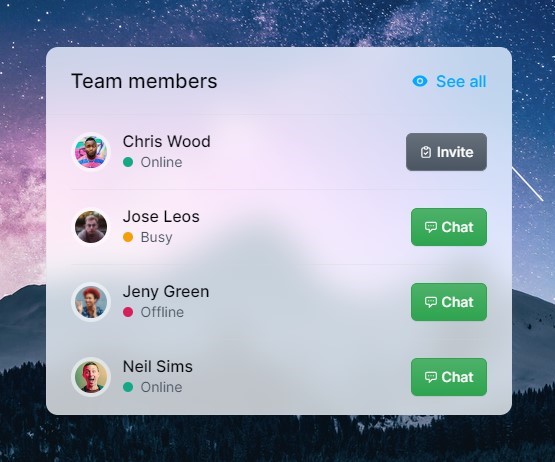 Team members
See all
Chris Wood
Online
Invite
Jose Leos
Busy
Chat
Jeny Green
Offline
Chat
Neil Sims
Online
Chat